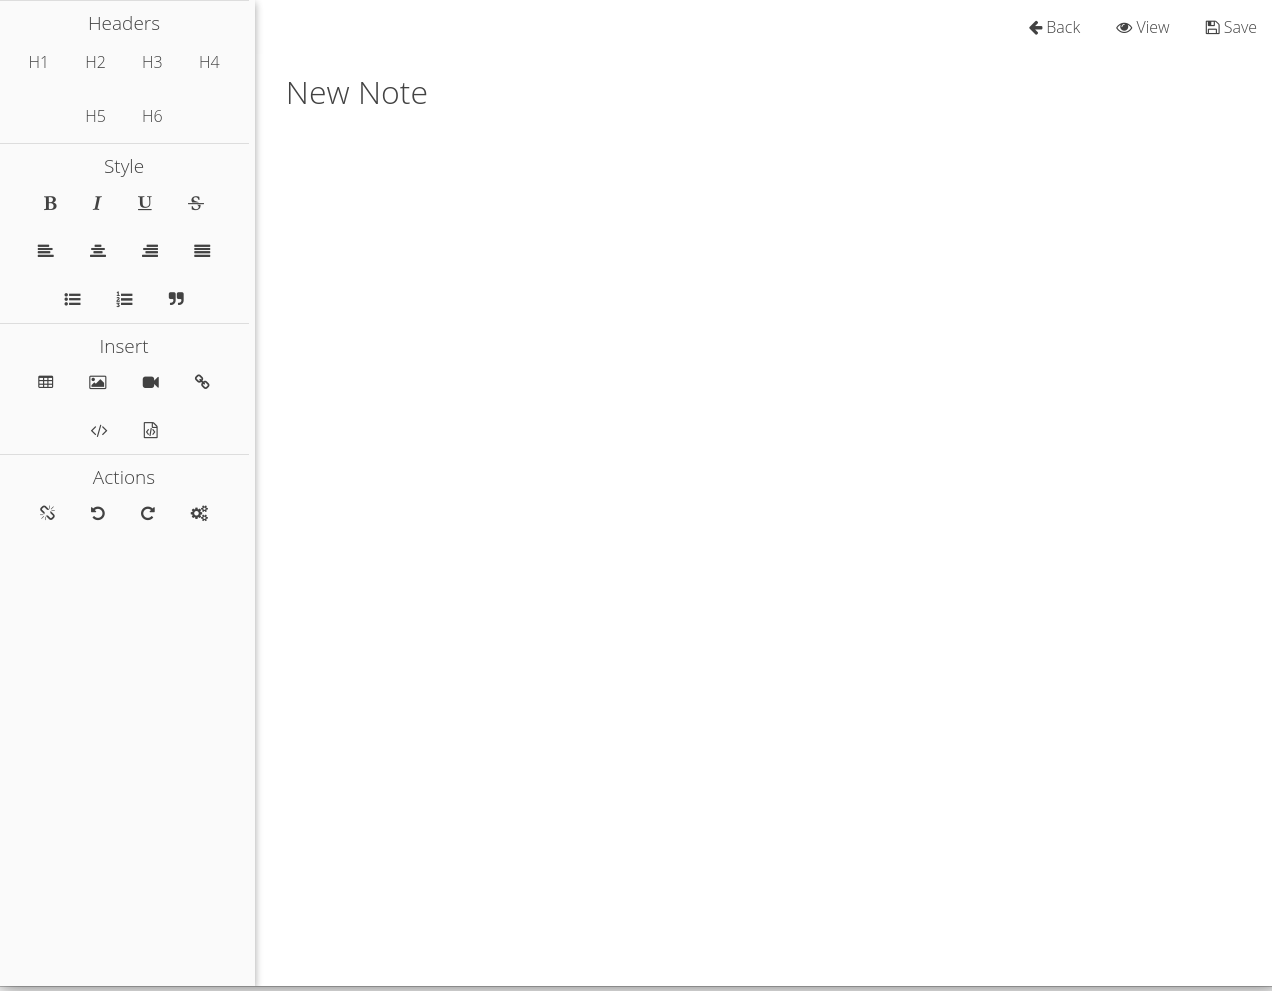 Headers
H1 H2 H3 H4
H5 H6
Style
B I U S
Insert
Actions
Back View Save
New Note